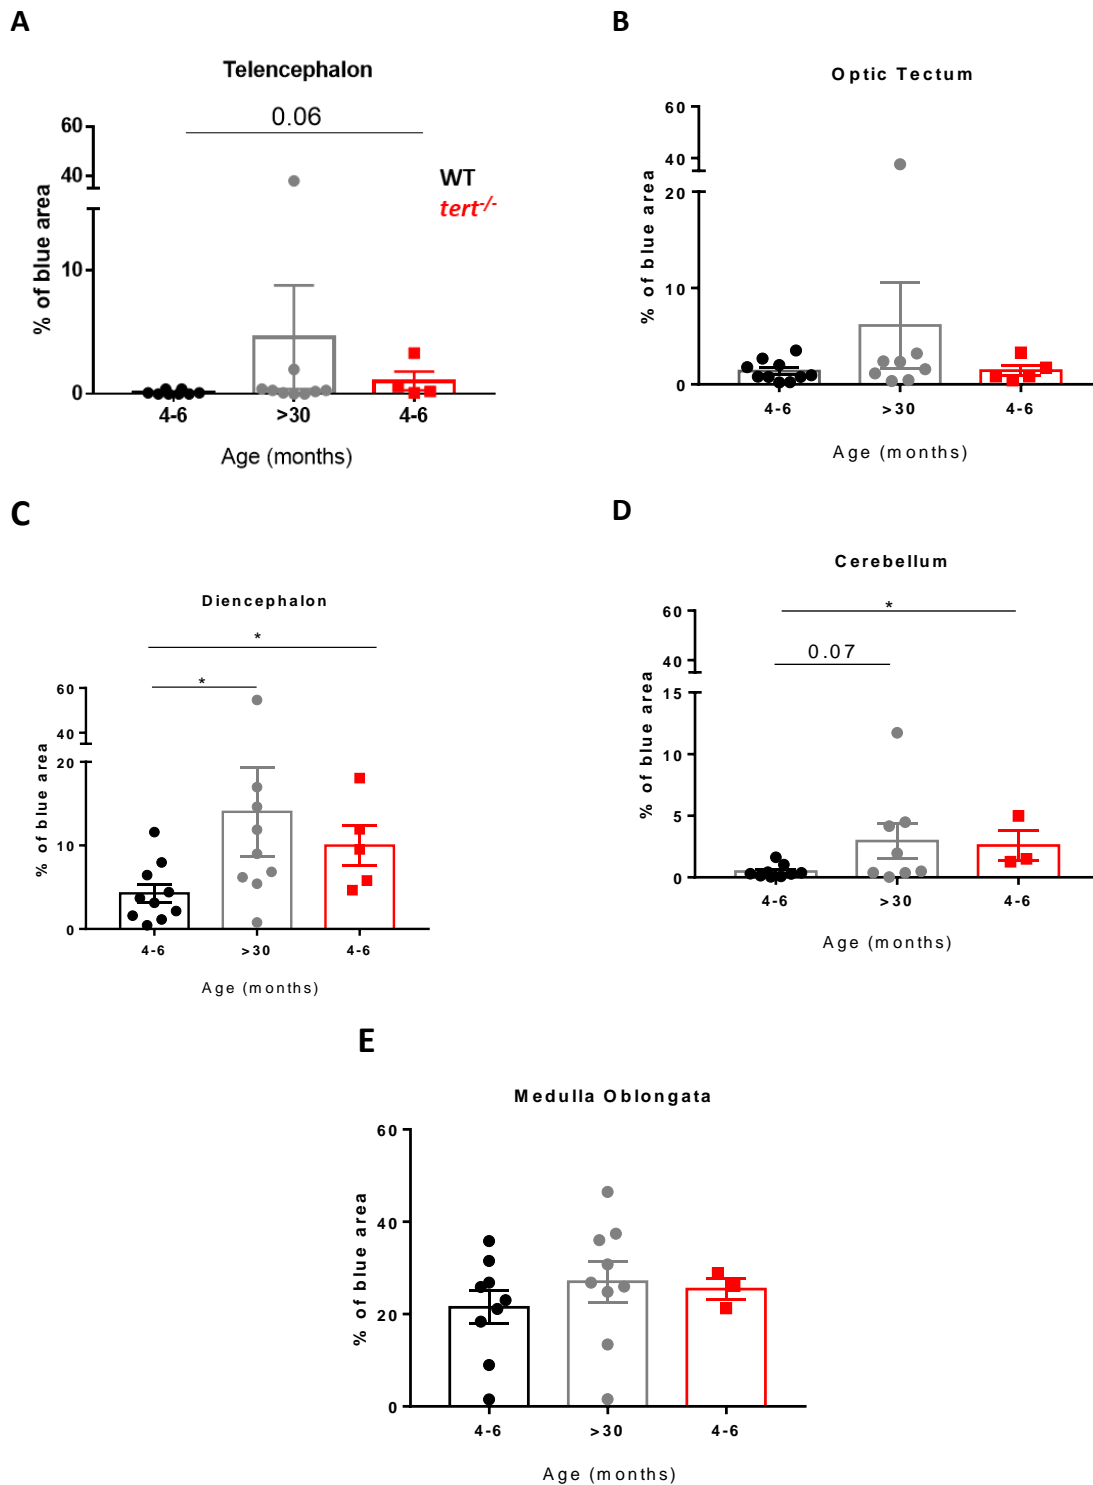 A
Telencephalon
0.06
60
40
10
0
% of blue area
WT
tert-/-
4-6 >30 4-6
Age (months)
B
Optic Tectum
60
40
20
10
0
% of blue area
4-6 >30 4-6
Age (months)
C
Diencephalon
*
*
60
40
20
10
0
% of blue area
4-6 >30 4-6
Age (months)
D
Cerebellum
*
0.07
60
40
15
10
5
0
% of blue area
4-6 >30 4-6
Age (months)
E
Medulla Oblongata
60
40
20
0
% of blue area
4-6 >30 4-6
Age (months)